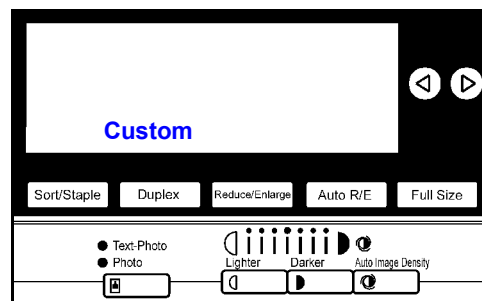 Custom
Sort/Staple Duplex Reduce/Enlarge Auto R/E Full Size
Text-Photo
Photo
Lighter Darker Auto Image Density